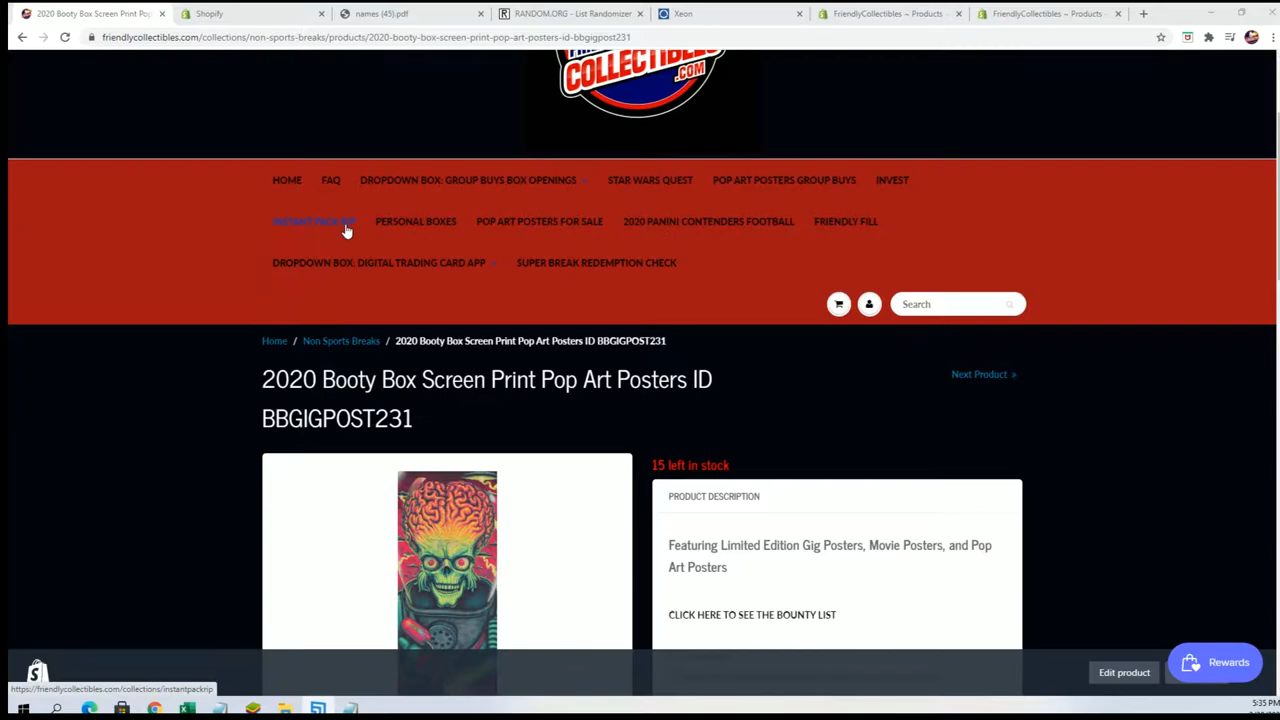 2020 Booty Box Screen Print Pop
Shopify
names (45).pdf
RANDOM.ORG - List Randomizer
Xeon
FriendlyCollectibles ~ Products
FriendlyCollectibles ~ Products
friendlycollectibles.com/collections/non-sports-breaks/products/2020-booty-box-screen-print-pop-art-posters-id-bbgigpost231
COLLECTIBLES
.COM
HOME FAQ DROPDOWN BOX: GROUP BUYS BOX OPENINGS STAR WARS QUEST POP ART POSTERS GROUP BUYS INVEST
INSTANT PACK RIP PERSONAL BOXES POP ART POSTERS FOR SALE 2020 PANINI CONTENDERS FOOTBALL FRIENDLY FILL
DROPDOWN BOX: DIGITAL TRADING CARD APP SUPER BREAK REDEMPTION CHECK
Search
Home / Non Sports Breaks / 2020 Booty Box Screen Print Pop Art Posters ID BBGIGPOST231
2020 Booty Box Screen Print Pop Art Posters ID
BBGIGPOST231
Next Product >
15 left in stock
PRODUCT DESCRIPTION
Featuring Limited Edition Gig Posters, Movie Posters, and Pop
Art Posters
CLICK HERE TO SEE THE BOUNTY LIST
Edit product
Rewards
https://friendlycollectibles.com/collections/instantpackrip
5:35 PM